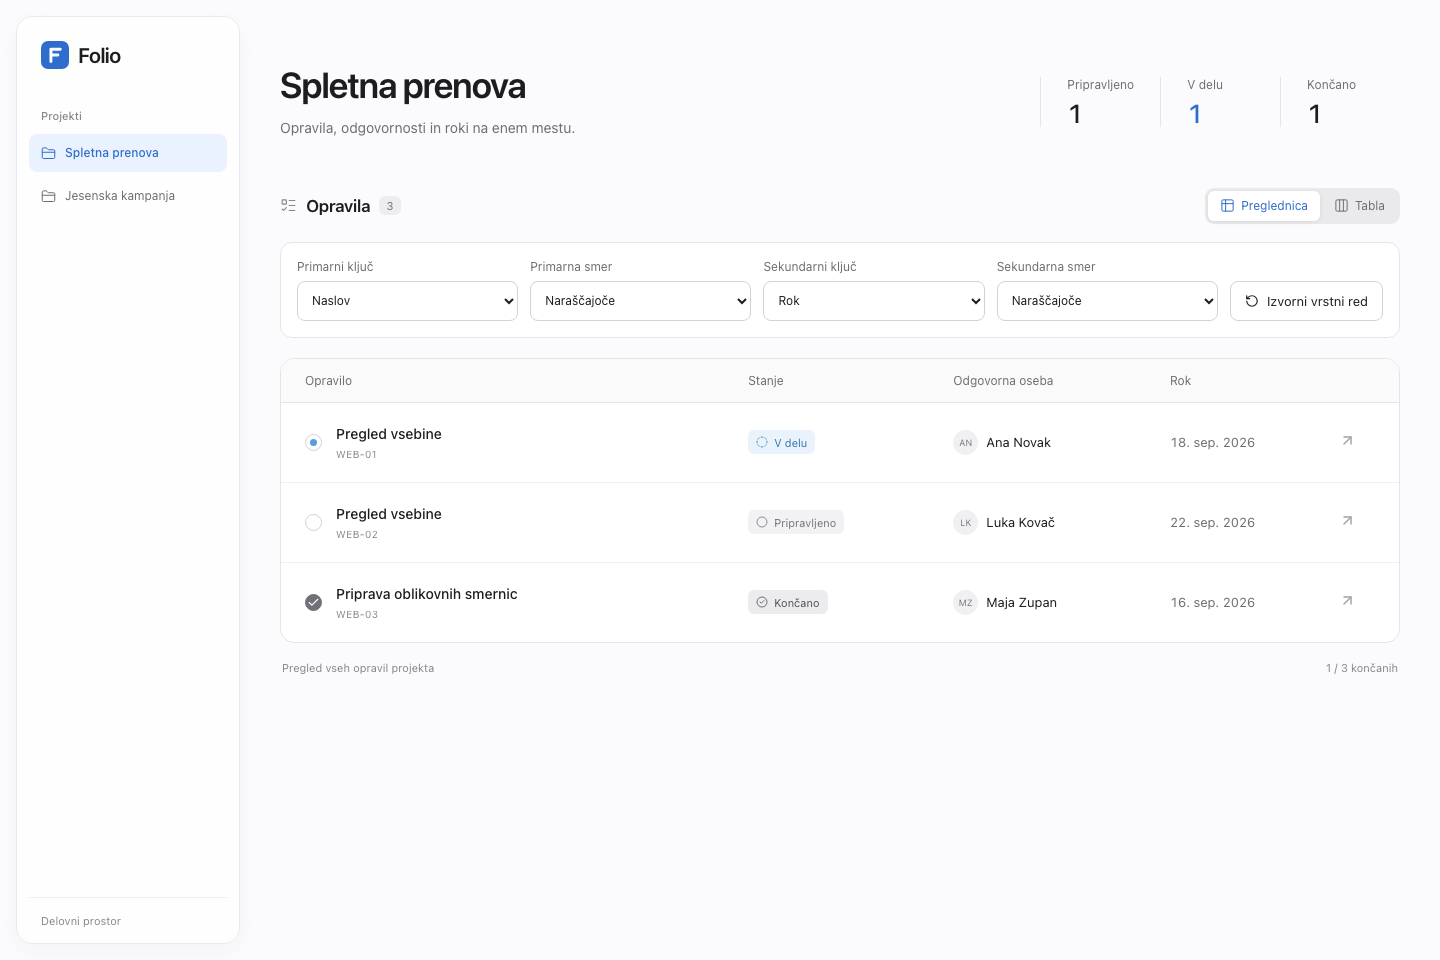 F Folio
Projekti
Spletna prenova
Jesenska kampanja
Delovni prostor
Spletna prenova
Opravila, odgovornosti in roki na enem mestu.
Pripravljeno
1
V delu
1
Končano
1
Opravila 3
Preglednica
Tabla
Primarni ključ
Naslov
Primarna smer
Naraščajoče
Sekundarni ključ
Rok
Sekundarna smer
Naraščajoče
Izvorni vrstni red
Opravilo Stanje Odgovorna oseba Rok
Pregled vsebine
WEB-01
V delu
AN Ana Novak
18. sep. 2026
Pregled vsebine
WEB-02
Pripravljeno
LK Luka Kovač
22. sep. 2026
Priprava oblikovnih smernic
WEB-03
Končano
MZ Maja Zupan
16. sep. 2026
Pregled vseh opravil projekta
1 / 3 končanih